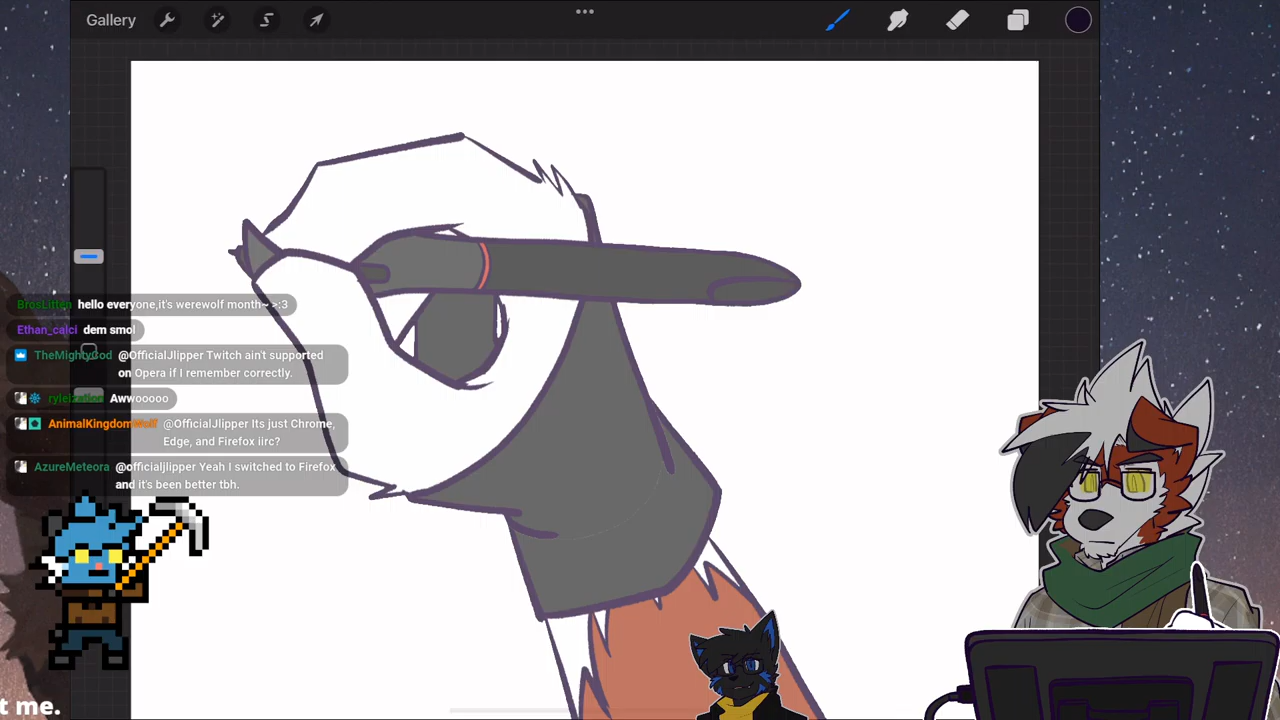 Gallery
BrosLitten hello everyone,it's werewolf month~ >:3
Ethan_calci dem smol
TheMightyCod @OfficialJlipper Twitch ain't supported
on Opera if I remember correctly.
ryleization Awwooooo
AnimalKingdomWolf @OfficialJlipper Its just Chrome,
Edge, and Firefox iirc?
AzureMeteora @officialjlipper Yeah I switched to Firefox
and it's been better tbh.
t me.